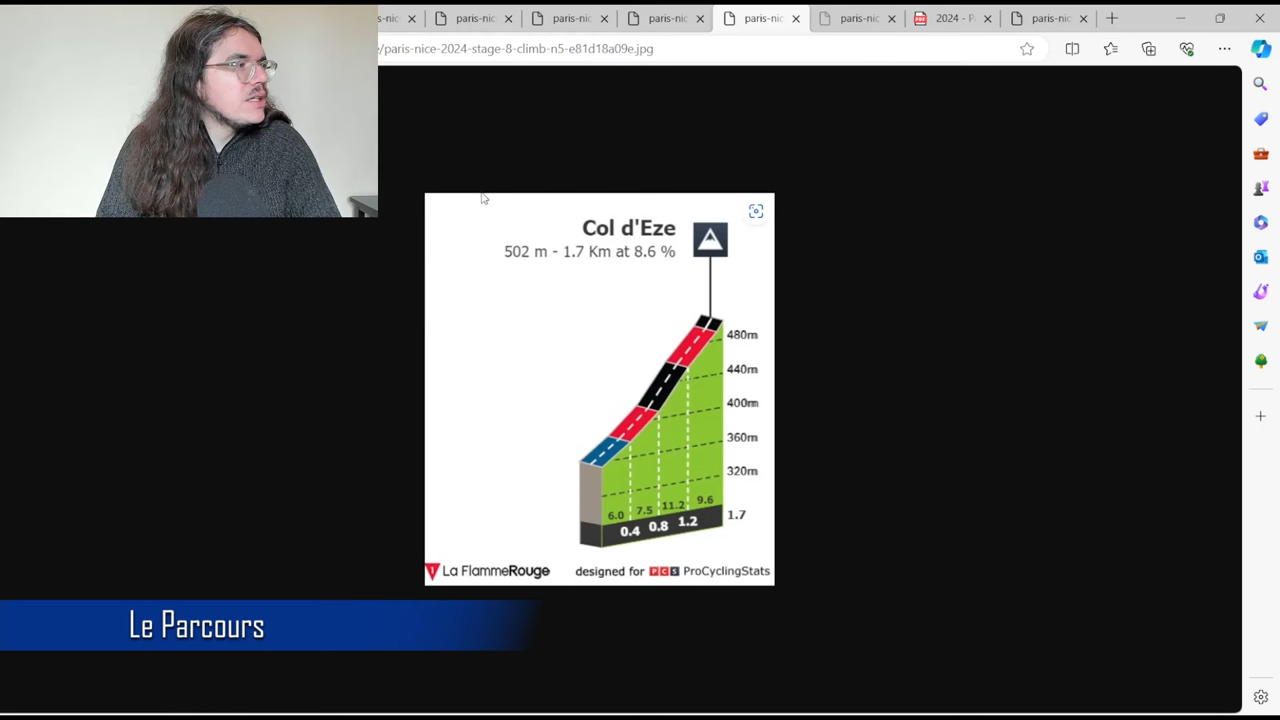 paris-nic
paris-nic
paris-nic
paris-nic
paris-nic
2024 - P
paris-nic
/paris-nice-2024-stage-8-climb-n5-e81d18a09e.jpg
Col d'Eze
502 m - 1.7 Km at 8.6 %
480m
440m
400m
360m
320m
6.0 7.5 11.2 9.6
0.4 0.8 1.2 1.7
La FlammeRouge
designed for PCS ProCyclingStats
Le Parcours